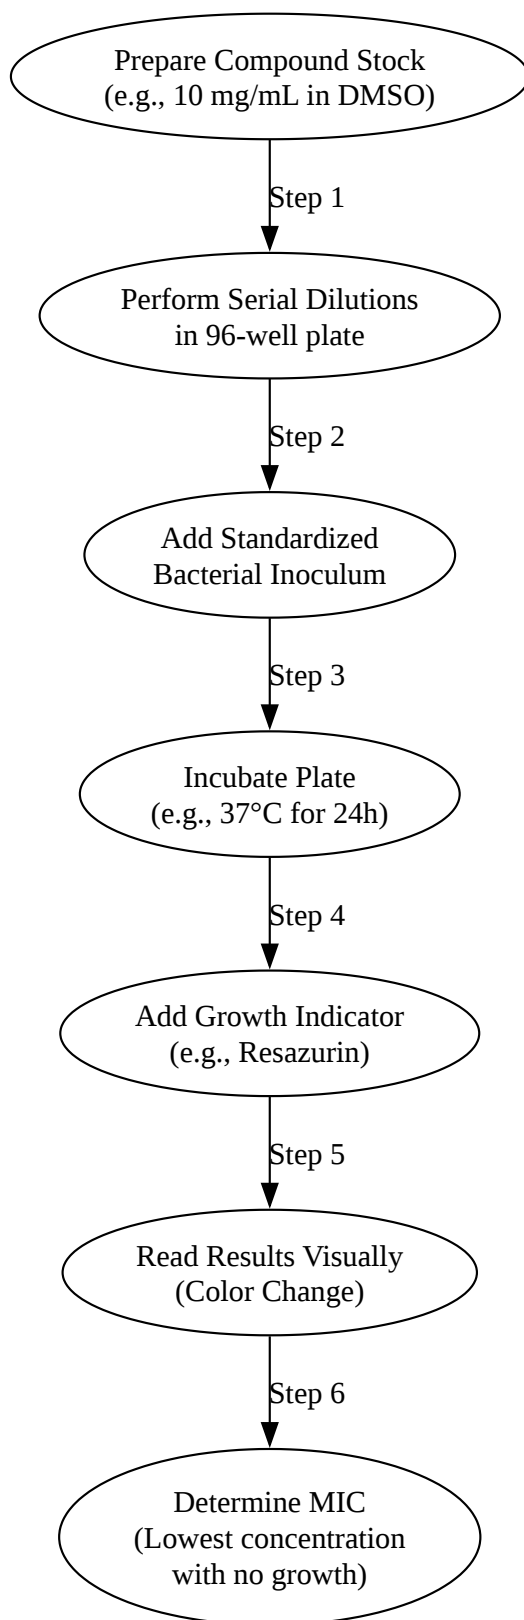 Prepare Compound Stock
(e.g., 10 mg/mL in DMSO)
Step 1
Perform Serial Dilutions
in 96-well plate
Step 2
Add Standardized
Bacterial Inoculum
Step 3
Incubate Plate
(e.g., 37°C for 24h)
Step 4
Add Growth Indicator
(e.g., Resazurin)
Step 5
Read Results Visually
(Color Change)
Step 6
Determine MIC
(Lowest concentration
with no growth)